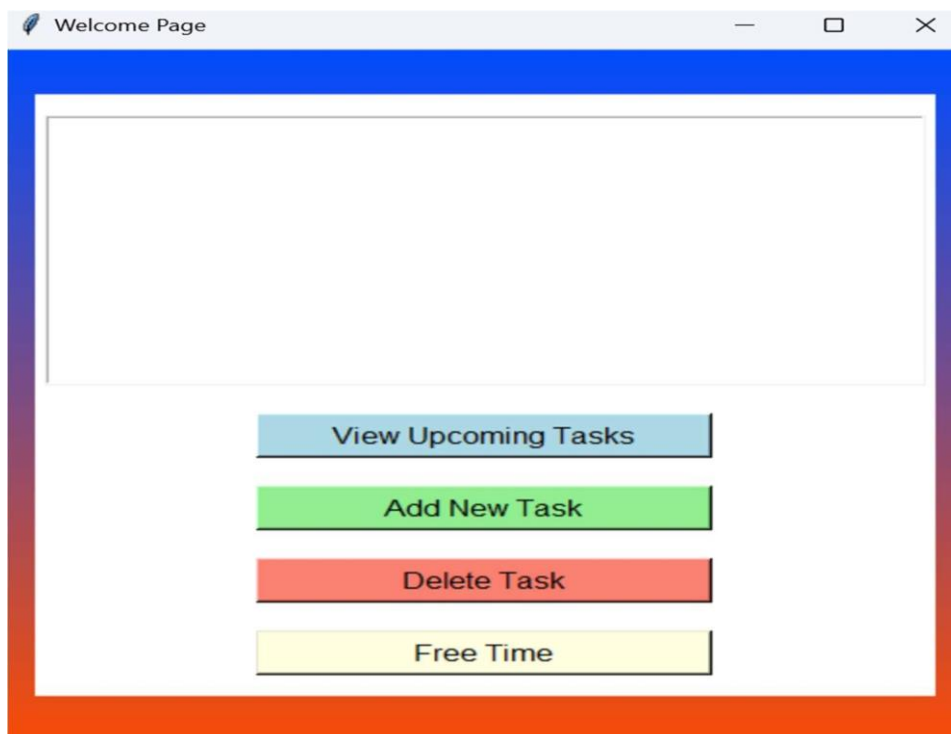 Welcome Page
View Upcoming Tasks
Add New Task
Delete Task
Free Time